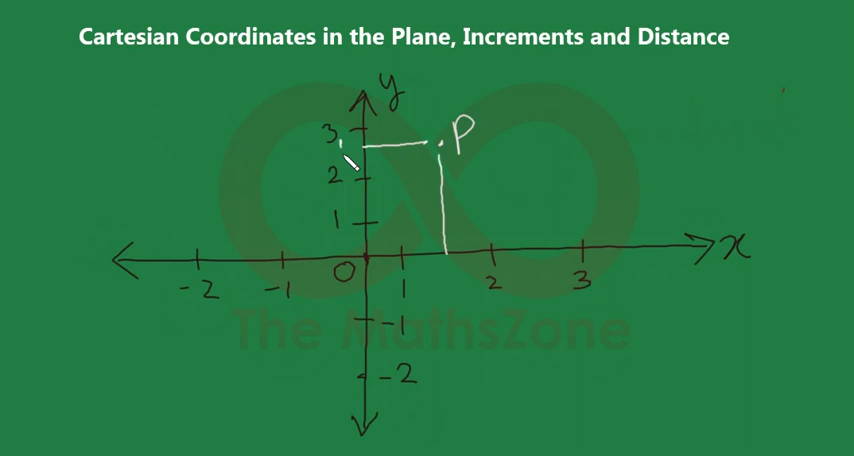 Cartesian Coordinates in the Plane, Increments and Distance
y
3
P
2
1
O
x
-2 -1 1 2 3
The MathsZone
-1
-2